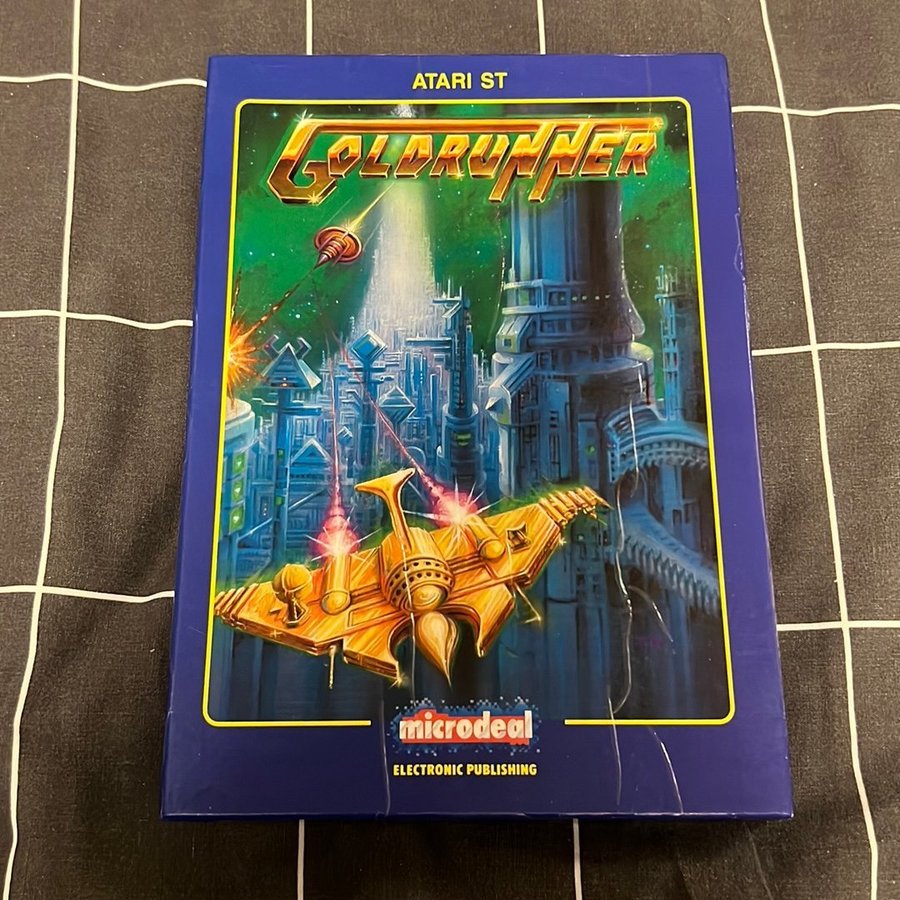 ATARI ST
GOLDRUNNER
microdeal
ELECTRONIC PUBLISHING